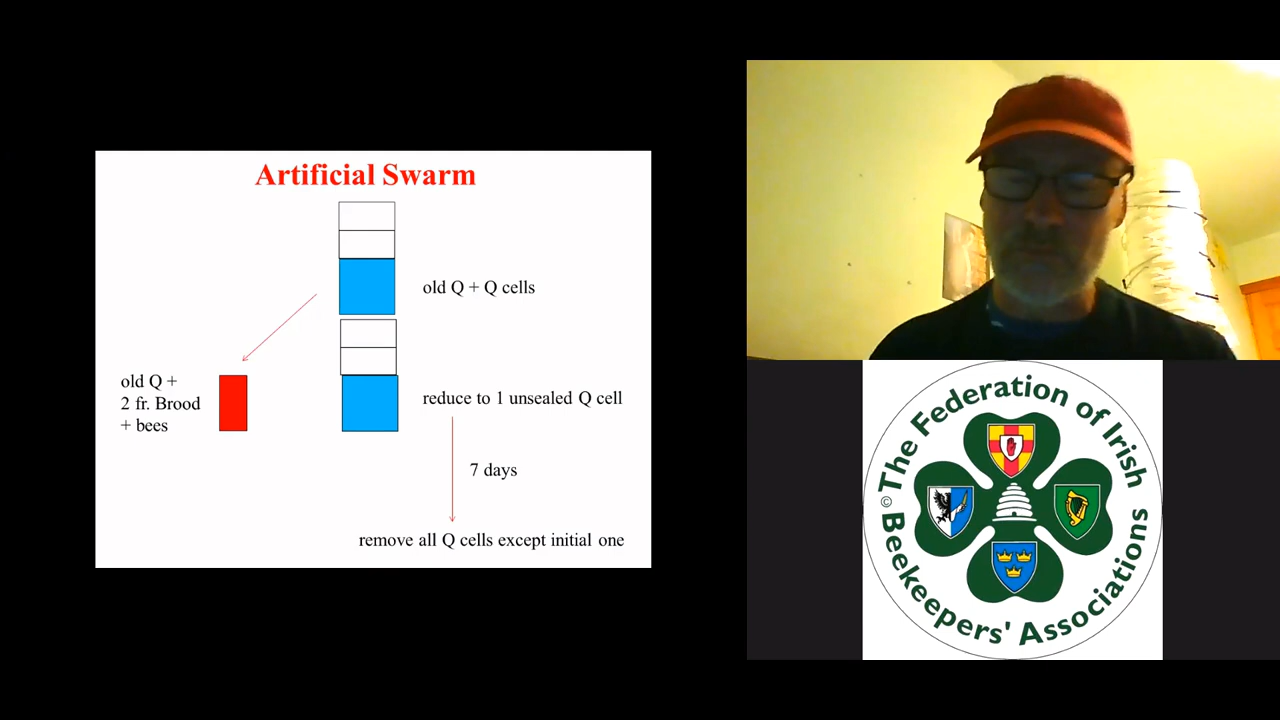 Artificial Swarm
old Q + Q cells
old Q +
2 fr. Brood
+ bees
reduce to 1 unsealed Q cell
7 days
remove all Q cells except initial one
The Federation of Irish
© Beekeepers' Associations